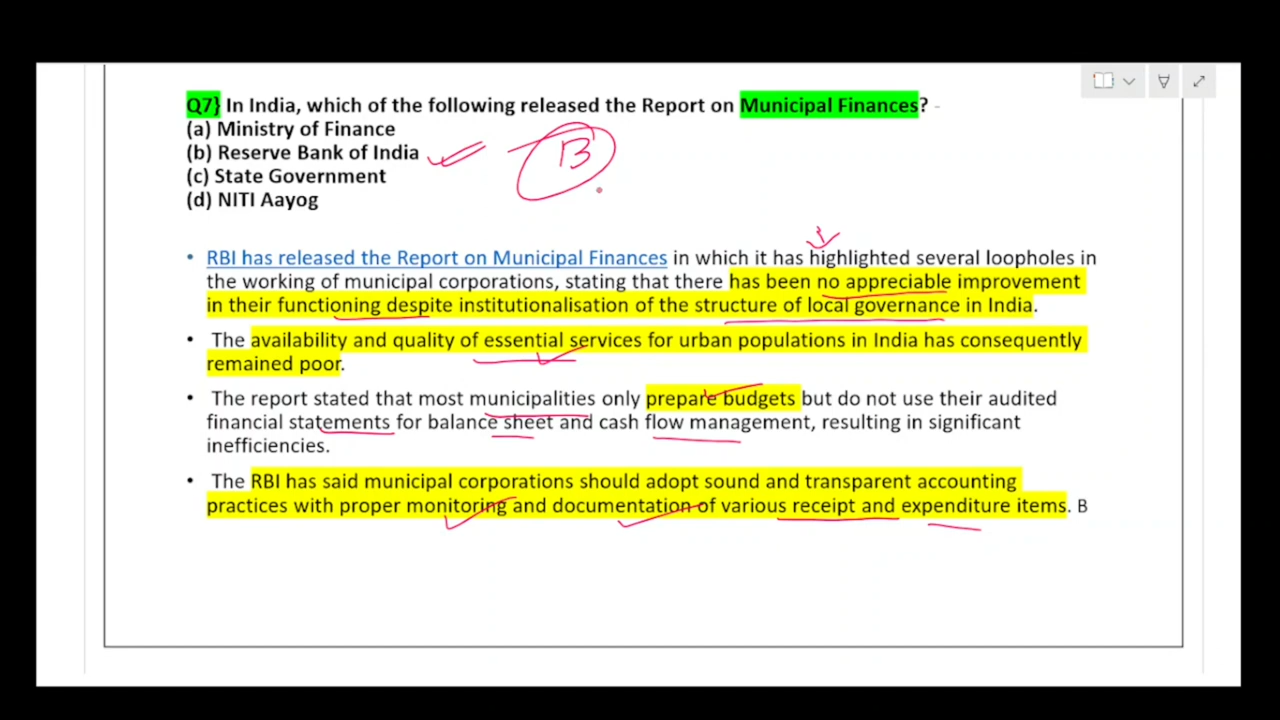 Q7} In India, which of the following released the Report on Municipal Finances? -
(a) Ministry of Finance
(b) Reserve Bank of India
B
(c) State Government
(d) NITI Aayog
• RBI has released the Report on Municipal Finances in which it has highlighted several loopholes in
the working of municipal corporations, stating that there has been no appreciable improvement
in their functioning despite institutionalisation of the structure of local governance in India.
• The availability and quality of essential services for urban populations in India has consequently
remained poor.
• The report stated that most municipalities only prepare budgets but do not use their audited
financial statements for balance sheet and cash flow management, resulting in significant
inefficiencies.
• The RBI has said municipal corporations should adopt sound and transparent accounting
practices with proper monitoring and documentation of various receipt and expenditure items. B